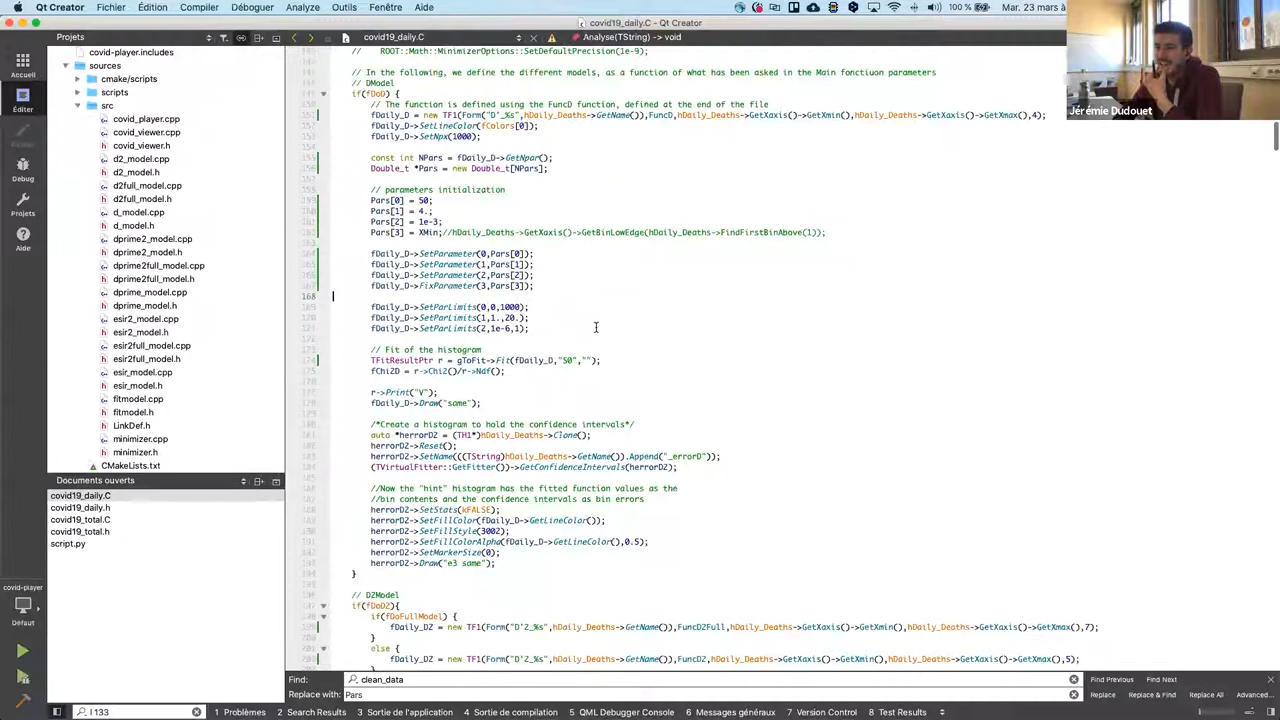 Qt Creator Fichier Édition Compiler Déboguer Analyze Outils Fenêtre Aide 100 % Mar. 23 mars à
covid19_daily.C - Qt Creator
Projets
covid19_daily.C
Analyse(TString) -> void
Jérémie Dudouet
Accueil
Éditer
Debug
Projets
Aide
covid-player
Défaut
covid-player.includes
sources
cmake/scripts
scripts
src
covid_player.cpp
covid_viewer.cpp
covid_viewer.h
d2_model.cpp
d2_model.h
d2full_model.cpp
d2full_model.h
d_model.cpp
d_model.h
dprime2_model.cpp
dprime2_model.h
dprime2full_model.cpp
dprime2full_model.h
dprime_model.cpp
dprime_model.h
esir2_model.cpp
esir2_model.h
esir2full_model.cpp
esir2full_model.h
esir_model.cpp
esir_model.h
fitmodel.cpp
fitmodel.h
LinkDef.h
minimizer.cpp
minimizer.h
CMakeLists.txt
Documents ouverts
covid19_daily.C
covid19_daily.h
covid19_total.C
covid19_total.h
script.py
// ROOT::Math::MinimizerOptions::SetDefaultPrecision(1e-9);
// In the following, we define the different models, as a function of what has been asked in the Main fonctiuon parameters
// DModel
if(fDoD) {
// The function is defined using the FuncD function, defined at the end of the file
fDaily_D = new TF1(Form("D'_%s",hDaily_Deaths->GetName()),FuncD,hDaily_Deaths->GetXaxis()->GetXmin(),hDaily_Deaths->GetXaxis()->GetXmax(),4);
fDaily_D->SetLineColor(fColors[0]);
fDaily_D->SetNpx(1000);
const int NPars = fDaily_D->GetNpar();
Double_t *Pars = new Double_t[NPars];
// parameters initialization
Pars[0] = 50;
Pars[1] = 4.;
Pars[2] = 1e-3;
Pars[3] = XMin;//hDaily_Deaths->GetXaxis()->GetBinLowEdge(hDaily_Deaths->FindFirstBinAbove(1));
fDaily_D->SetParameter(0,Pars[0]);
fDaily_D->SetParameter(1,Pars[1]);
fDaily_D->SetParameter(2,Pars[2]);
fDaily_D->FixParameter(3,Pars[3]);
168
fDaily_D->SetParLimits(0,0,1000);
fDaily_D->SetParLimits(1,1.,20.);
fDaily_D->SetParLimits(2,1e-6,1);
// Fit of the histogram
TFitResultPtr r = gToFit->Fit(fDaily_D,"S0","");
fChi2D = r->Chi2()/r->Ndf();
r->Print("V");
fDaily_D->Draw("same");
/*Create a histogram to hold the confidence intervals*/
auto *herrorD2 = (TH1*)hDaily_Deaths->Clone();
herrorD2->Reset();
herrorD2->SetName(((TString)hDaily_Deaths->GetName()).Append("_errorD"));
(TVirtualFitter::GetFitter())->GetConfidenceIntervals(herrorD2);
//Now the "hint" histogram has the fitted function values as the
//bin contents and the confidence intervals as bin errors
herrorD2->SetStats(kFALSE);
herrorD2->SetFillColor(fDaily_D->GetLineColor());
herrorD2->SetFillStyle(3002);
herrorD2->SetFillColorAlpha(fDaily_D->GetLineColor(),0.5);
herrorD2->SetMarkerSize(0);
herrorD2->Draw("e3 same");
}
// D2Model
if(fDoD2){
if(fDoFullModel) {
fDaily_D2 = new TF1(Form("D'2_%s",hDaily_Deaths->GetName()),FuncD2Full,hDaily_Deaths->GetXaxis()->GetXmin(),hDaily_Deaths->GetXaxis()->GetXmax(),7);
}
else {
fDaily_D2 = new TF1(Form("D'2_%s",hDaily_Deaths->GetName()),FuncD2,hDaily_Deaths->GetXaxis()->GetXmin(),hDaily_Deaths->GetXaxis()->GetXmax(),5);
Find: clean_data Find Previous Find Next
Replace with: Pars Replace Replace & Find Replace All Advanced...
l 133 1 Problèmes 2 Search Results 3 Sortie de l'application 4 Sortie de compilation 5 QML Debugger Console 6 Messages généraux 7 Version Control 8 Test Results